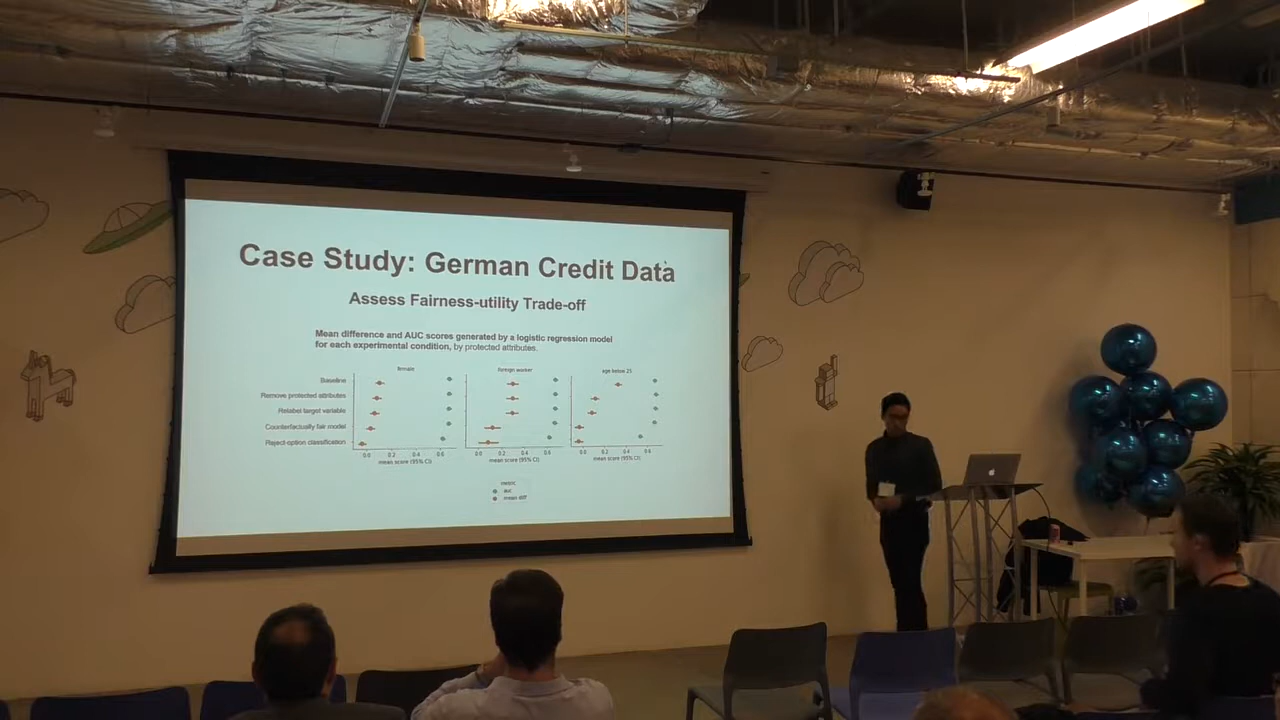 Case Study: German Credit Data
Assess Fairness-utility Trade-off
Mean difference and AUC scores generated by a logistic regression model
for each experimental condition, by protected attributes.
female
foreign worker
age below 25
Baseline
Remove protected attributes
Relabel target variable
Counterfactually fair model
Reject-option classification
0.0 0.2 0.4 0.6
0.0 0.2 0.4 0.6
0.0 0.2 0.4 0.6
mean score (95% CI)
mean score (95% CI)
mean score (95% CI)
metric
auc
mean diff